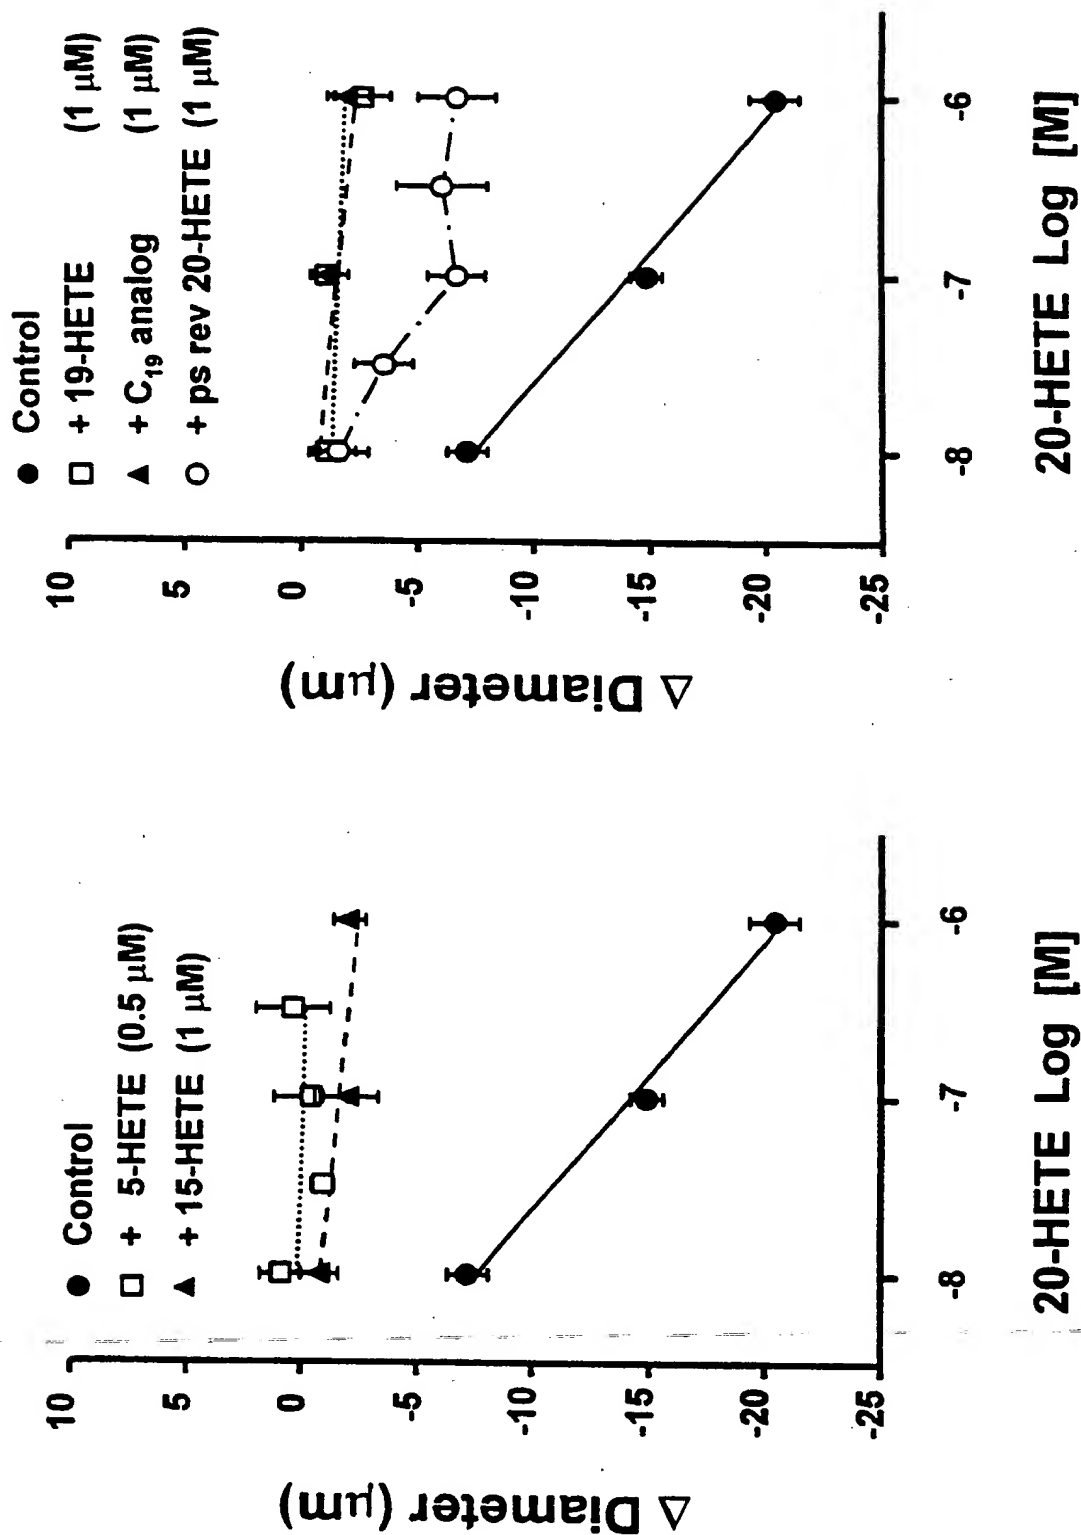 ● Control
□ + 5-HETE (0.5 μM)
▲ + 15-HETE (1 μM)
10
5
0
-5
-10
-15
-20
-25
Δ Diameter (μm)
-8
-7
-6
20-HETE Log [M]
● Control
□ + 19-HETE (1 μM)
▲ + C₁₉ analog (1 μM)
○ + ps rev 20-HETE (1 μM)
10
5
0
-5
-10
-15
-20
-25
Δ Diameter (μm)
-8
-7
-6
20-HETE Log [M]